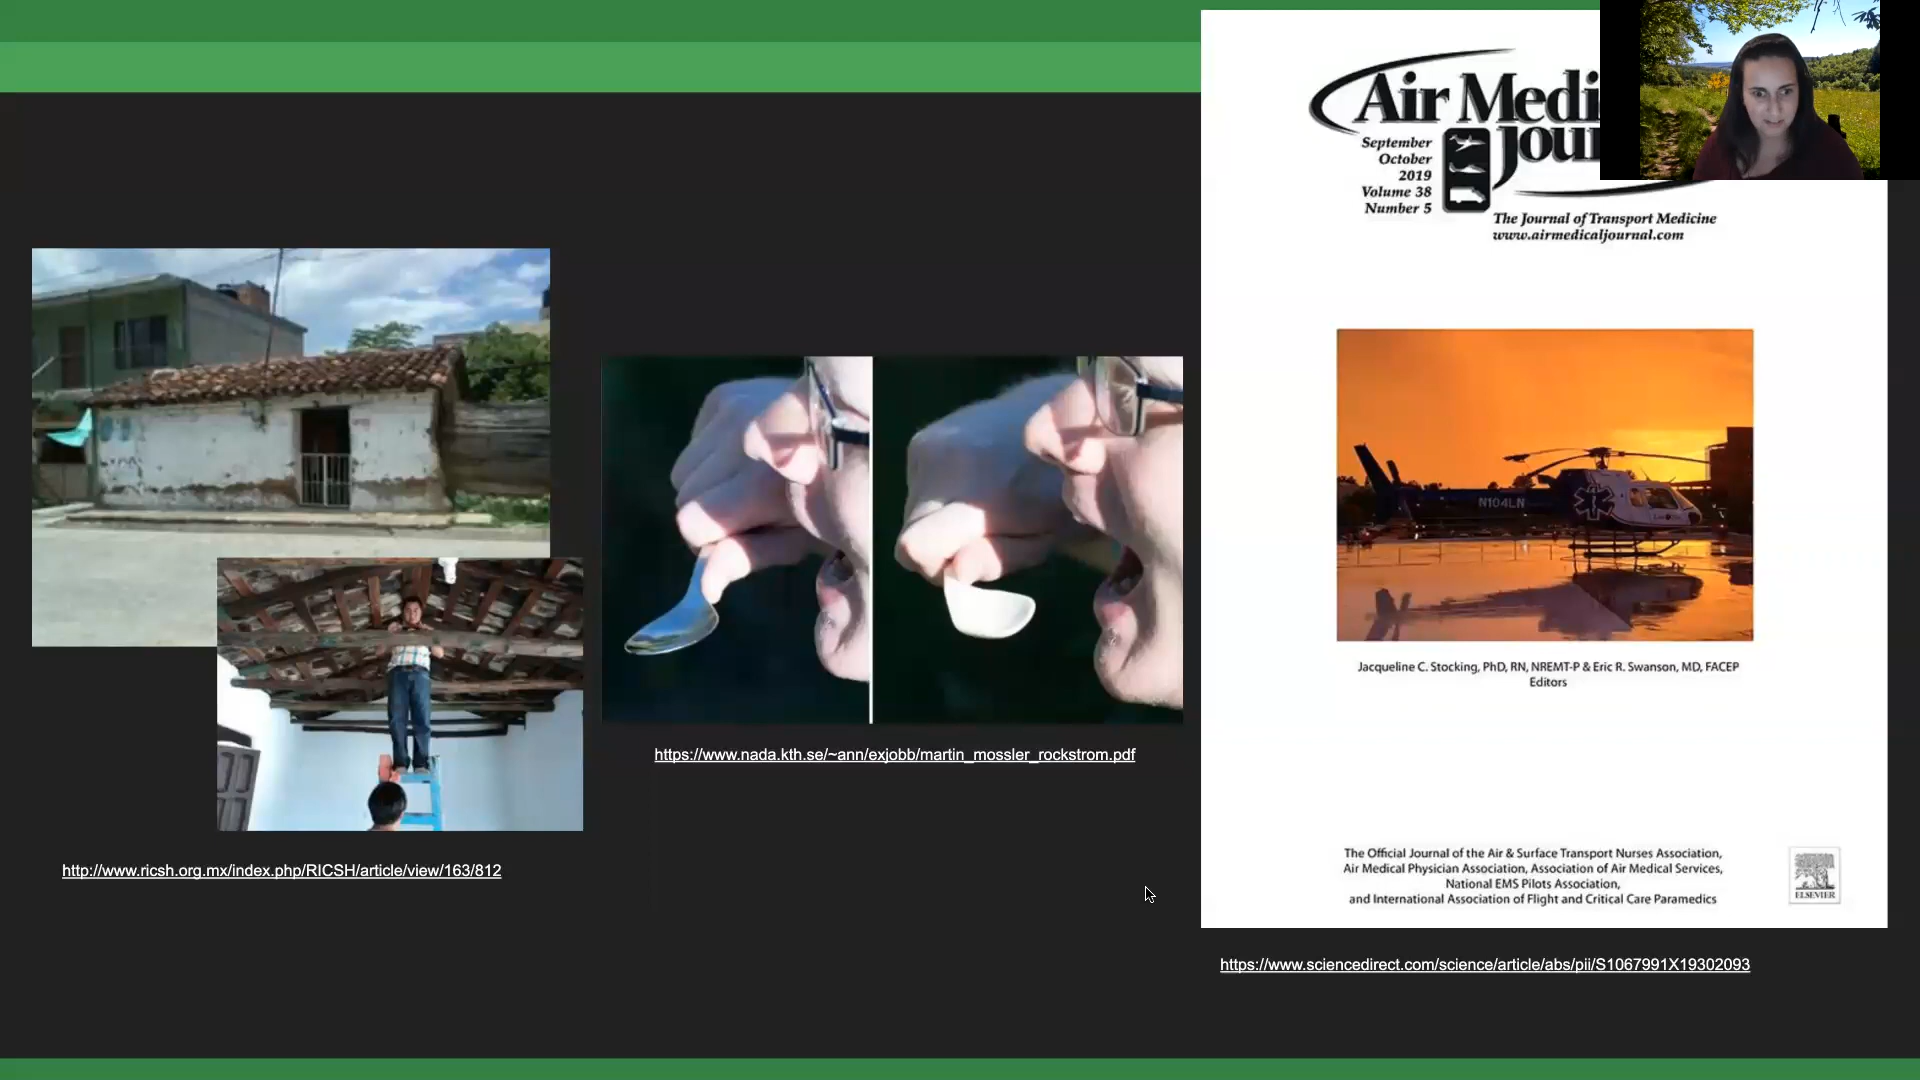 Air Medi
Jou
September
October
2019
Volume 38
Number 5
The Journal of Transport Medicine
www.airmedicaljournal.com
N104LN
Jacqueline C. Stocking, PhD, RN, NREMT-P & Eric R. Swanson, MD, FACEP
Editors
https://www.nada.kth.se/~ann/exjobb/martin_mossler_rockstrom.pdf
http://www.ricsh.org.mx/index.php/RICSH/article/view/163/812
The Official Journal of the Air & Surface Transport Nurses Association,
Air Medical Physician Association, Association of Air Medical Services,
National EMS Pilots Association,
and International Association of Flight and Critical Care Paramedics
ELSEVIER
https://www.sciencedirect.com/science/article/abs/pii/S1067991X19302093